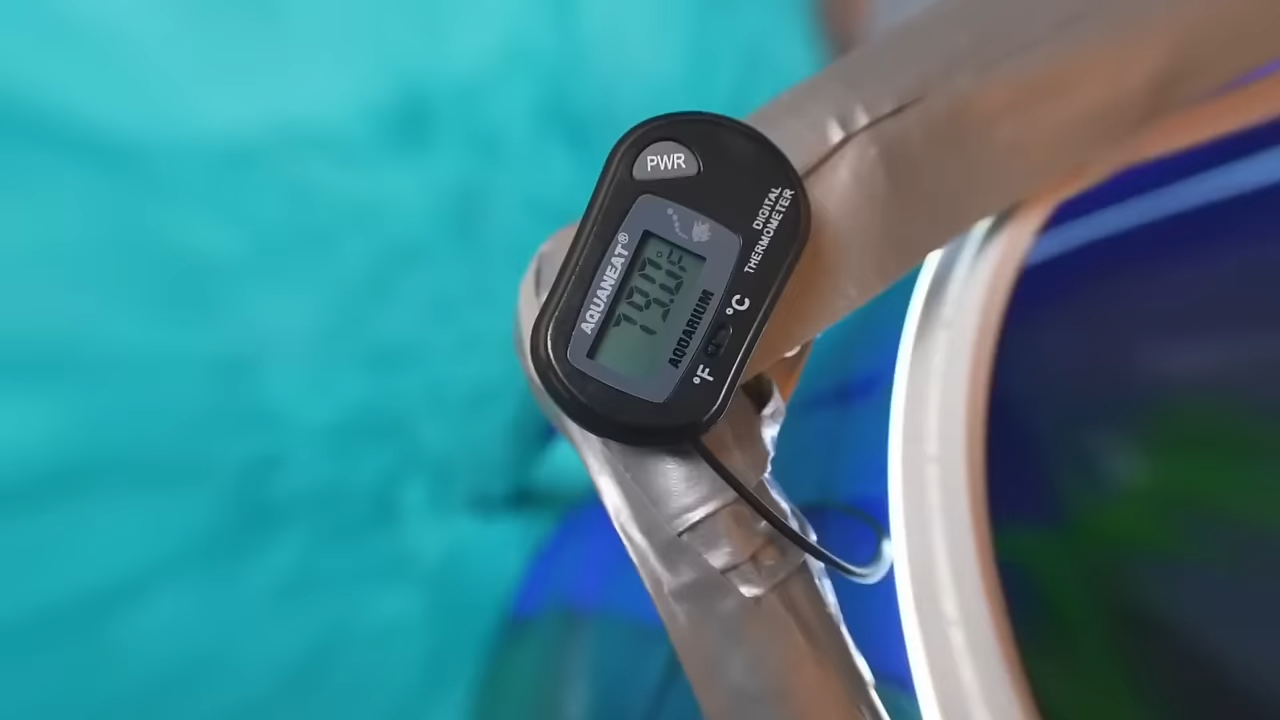 PWR
AQUANEAT®
79.0°F
AQUARIUM
DIGITAL
THERMOMETER
°F
°C